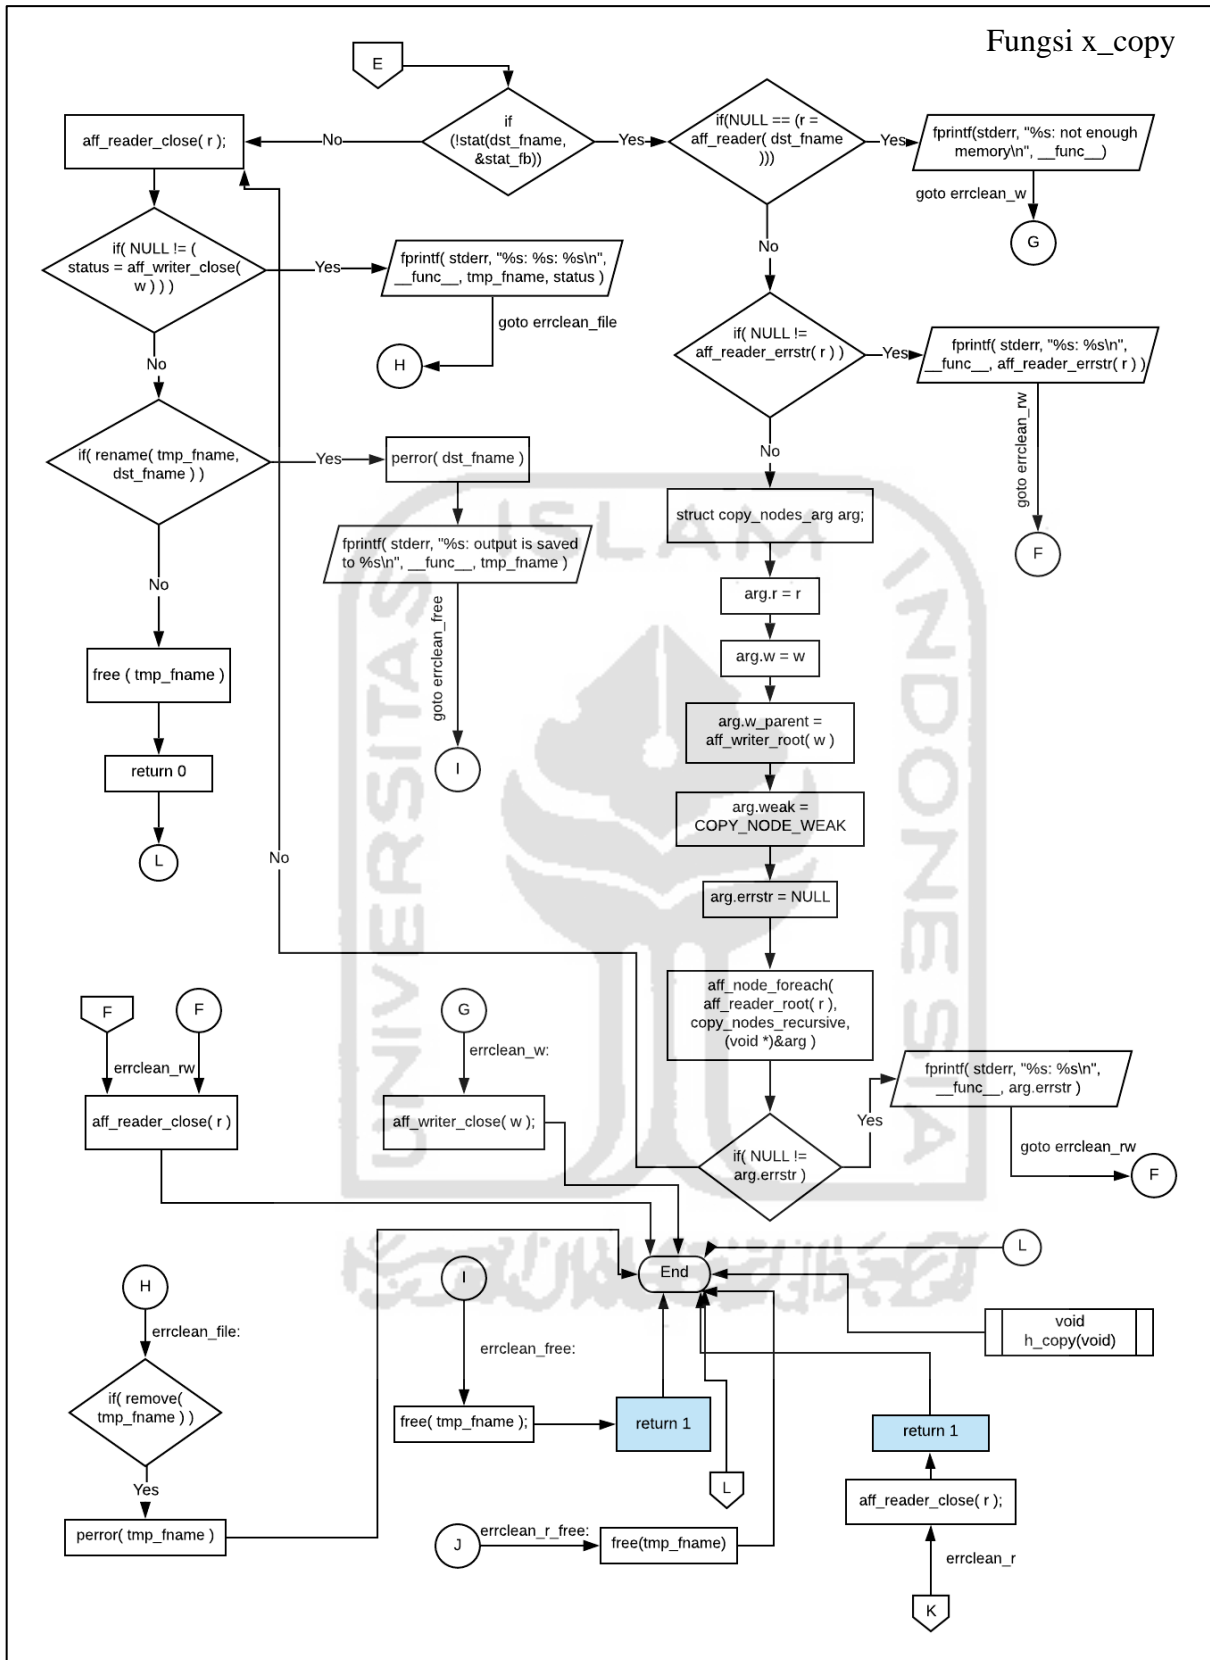 Fungsi x_copy
E
if
(!stat(dst_fname,
&stat_fb))
No
Yes
aff_reader_close( r );
if(NULL == (r =
aff_reader( dst_fname
)))
Yes
fprintf(stderr, "%s: not enough
memory\n", __func__)
goto errclean_w
G
No
if( NULL != (
status = aff_writer_close(
w ) ) )
Yes
fprintf( stderr, "%s: %s: %s\n",
__func__, tmp_fname, status )
goto errclean_file
H
No
if( NULL !=
aff_reader_errstr( r ) )
Yes
fprintf( stderr, "%s: %s\n",
__func__, aff_reader_errstr( r ) )
goto errclean_rw
F
No
if( rename( tmp_fname,
dst_fname ) )
Yes
perror( dst_fname )
fprintf( stderr, "%s: output is saved
to %s\n", __func__, tmp_fname )
goto errclean_free
I
No
free ( tmp_fname )
return 0
L
struct copy_nodes_arg arg;
arg.r = r
arg.w = w
arg.w_parent =
aff_writer_root( w )
arg.weak =
COPY_NODE_WEAK
arg.errstr = NULL
aff_node_foreach(
aff_reader_root( r ),
copy_nodes_recursive,
(void *)&arg )
if( NULL !=
arg.errstr )
No
Yes
fprintf( stderr, "%s: %s\n",
__func__, arg.errstr )
goto errclean_rw
F
F
F
errclean_rw
aff_reader_close( r )
G
errclean_w:
aff_writer_close( w );
End
L
H
errclean_file:
if( remove(
tmp_fname ) )
Yes
perror( tmp_fname )
I
errclean_free:
free( tmp_fname );
return 1
L
J
errclean_r_free:
free(tmp_fname)
void
h_copy(void)
return 1
aff_reader_close( r );
errclean_r
K
UNIVERSITAS
ISLAM
INDONESIA